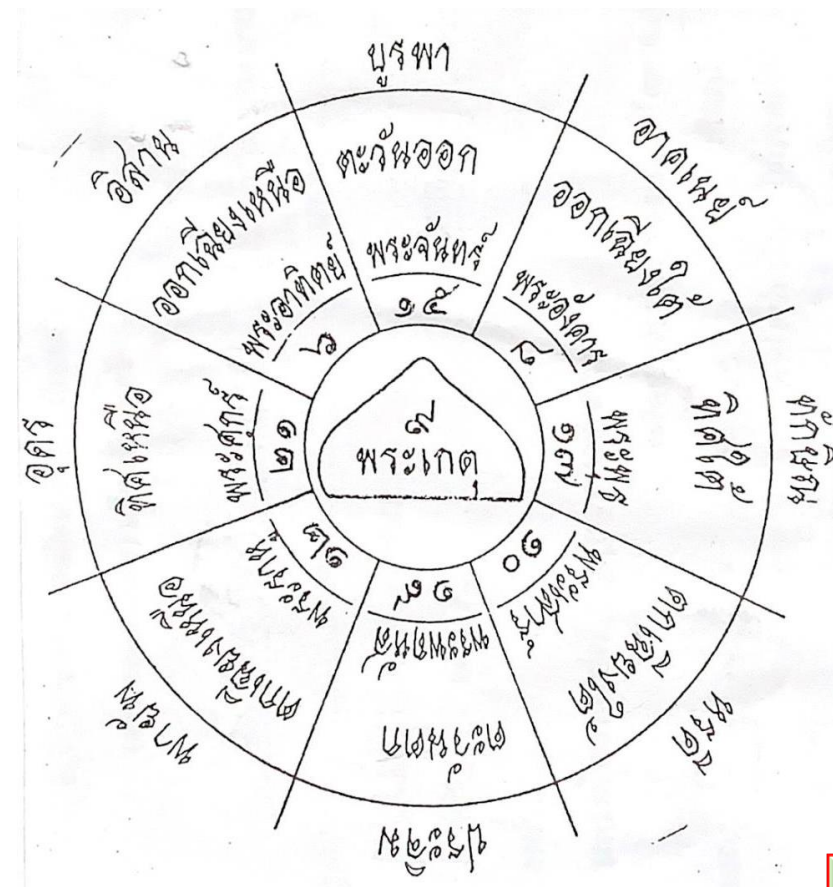 บูรพา
ตะวันออก
พระจันทร์
๑๕
อาคเนย์
ออกเฉียงใต้
พระอังคาร
๘
ทักษิณ
ทิศใต้
พระพุธ
๑๗
หรดี
ตกเฉียงใต้
พระเสาร์
๑๐
ประจิม
ตะวันตก
พระพฤหัส
๑๙
พายัพ
ตกเฉียงเหนือ
พระราหู
๑๒
อุดร
ทิศเหนือ
พระศุกร์
๒๑
อิสาน
ออกเฉียงเหนือ
พระอาทิตย์
๖
๙
พระเกตุ